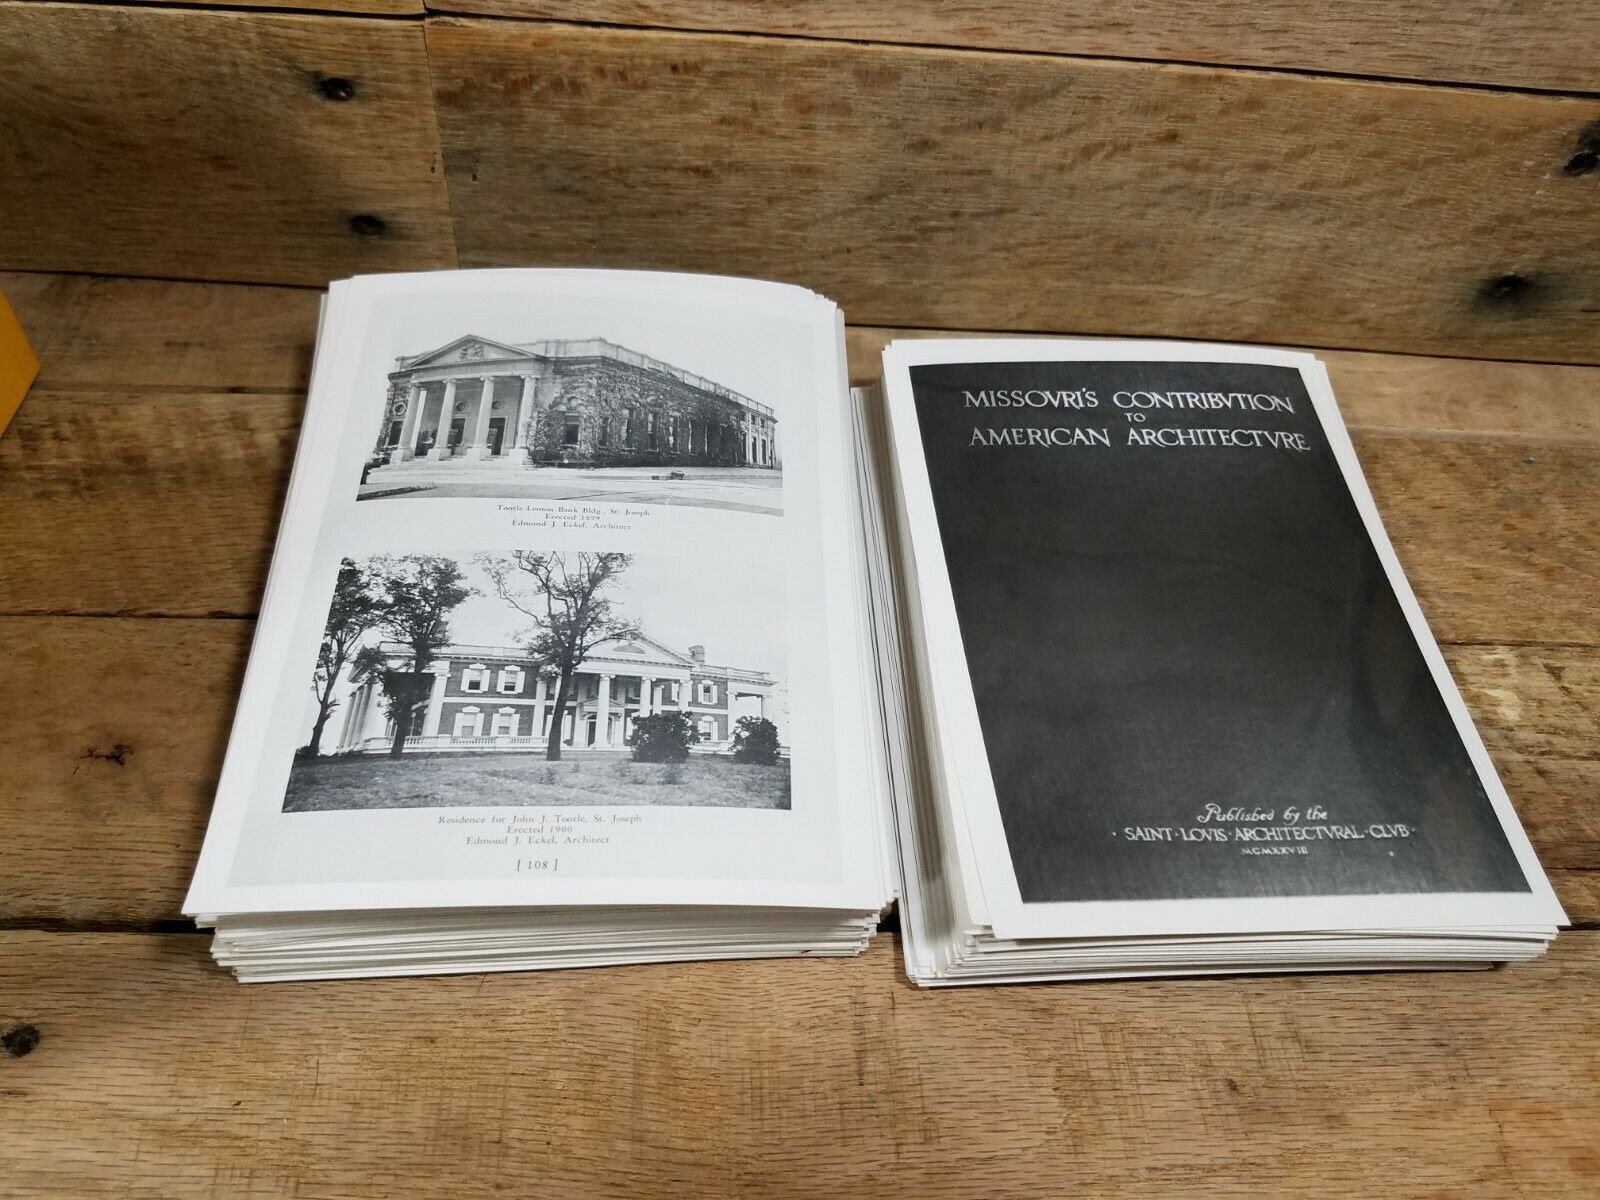 Tootle-Lemon Bank Bldg., St. Joseph
Erected 1899
Edmond J. Eckel, Architect
Residence for John J. Tootle, St. Joseph
Erected 1900
Edmond J. Eckel, Architect
[ 108 ]
MISSOVRI'S CONTRIBVTION
TO
AMERICAN ARCHITECTVRE
Published by the
· SAINT · LOVIS · ARCHITECTVRAL · CLVB ·
MCMXXVIII